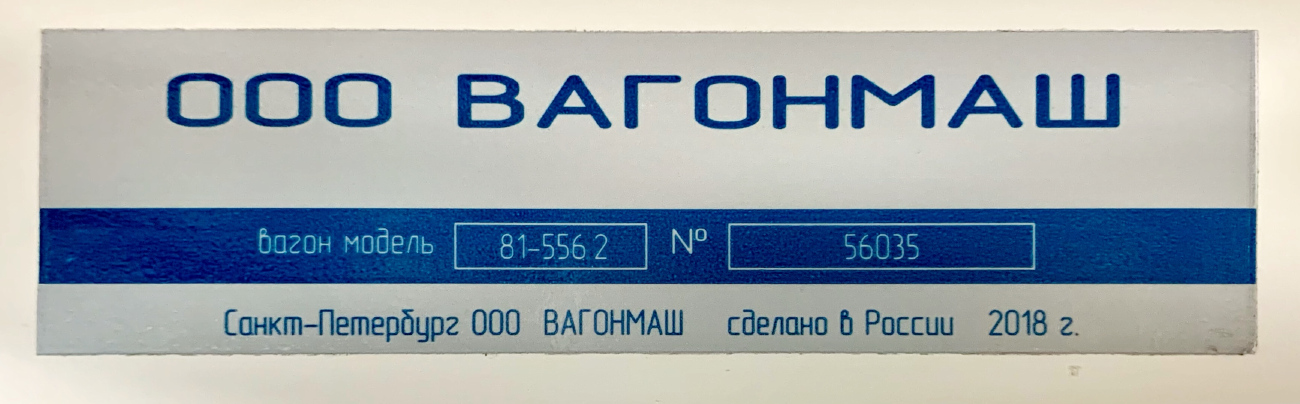 ООО ВАГОНМАШ
вагон модель 81-556.2 № 56035
Санкт-Петербург ООО ВАГОНМАШ сделано в России 2018 г.